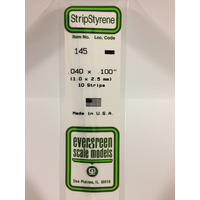 StripStyrene
Item No. Loc. Code
145
.040 x .100"
(1.0 x 2.5 mm)
10 Strips
Made in U.S.A.
evergreen
scale models
Des Plaines, IL 60018